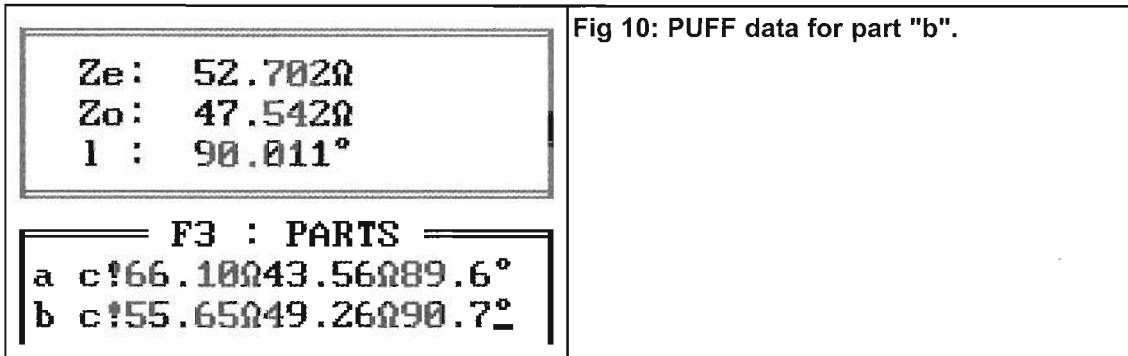 Ze: 52.702Ω
Zo: 47.542Ω
l : 90.011°
F3 : PARTS
a c!66.10Ω43.56Ω89.6°
b c!55.65Ω49.26Ω90.7°_
Fig 10: PUFF data for part "b".